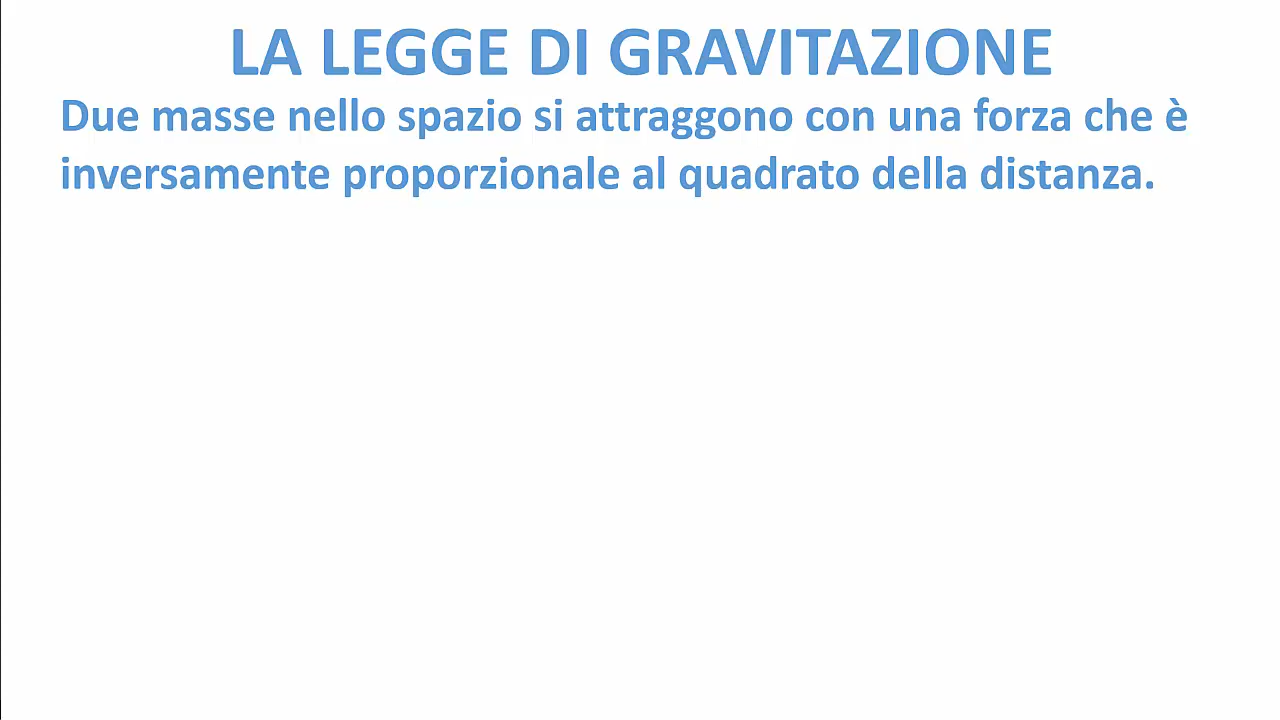 LA LEGGE DI GRAVITAZIONE
Due masse nello spazio si attraggono con una forza che è
inversamente proporzionale al quadrato della distanza.